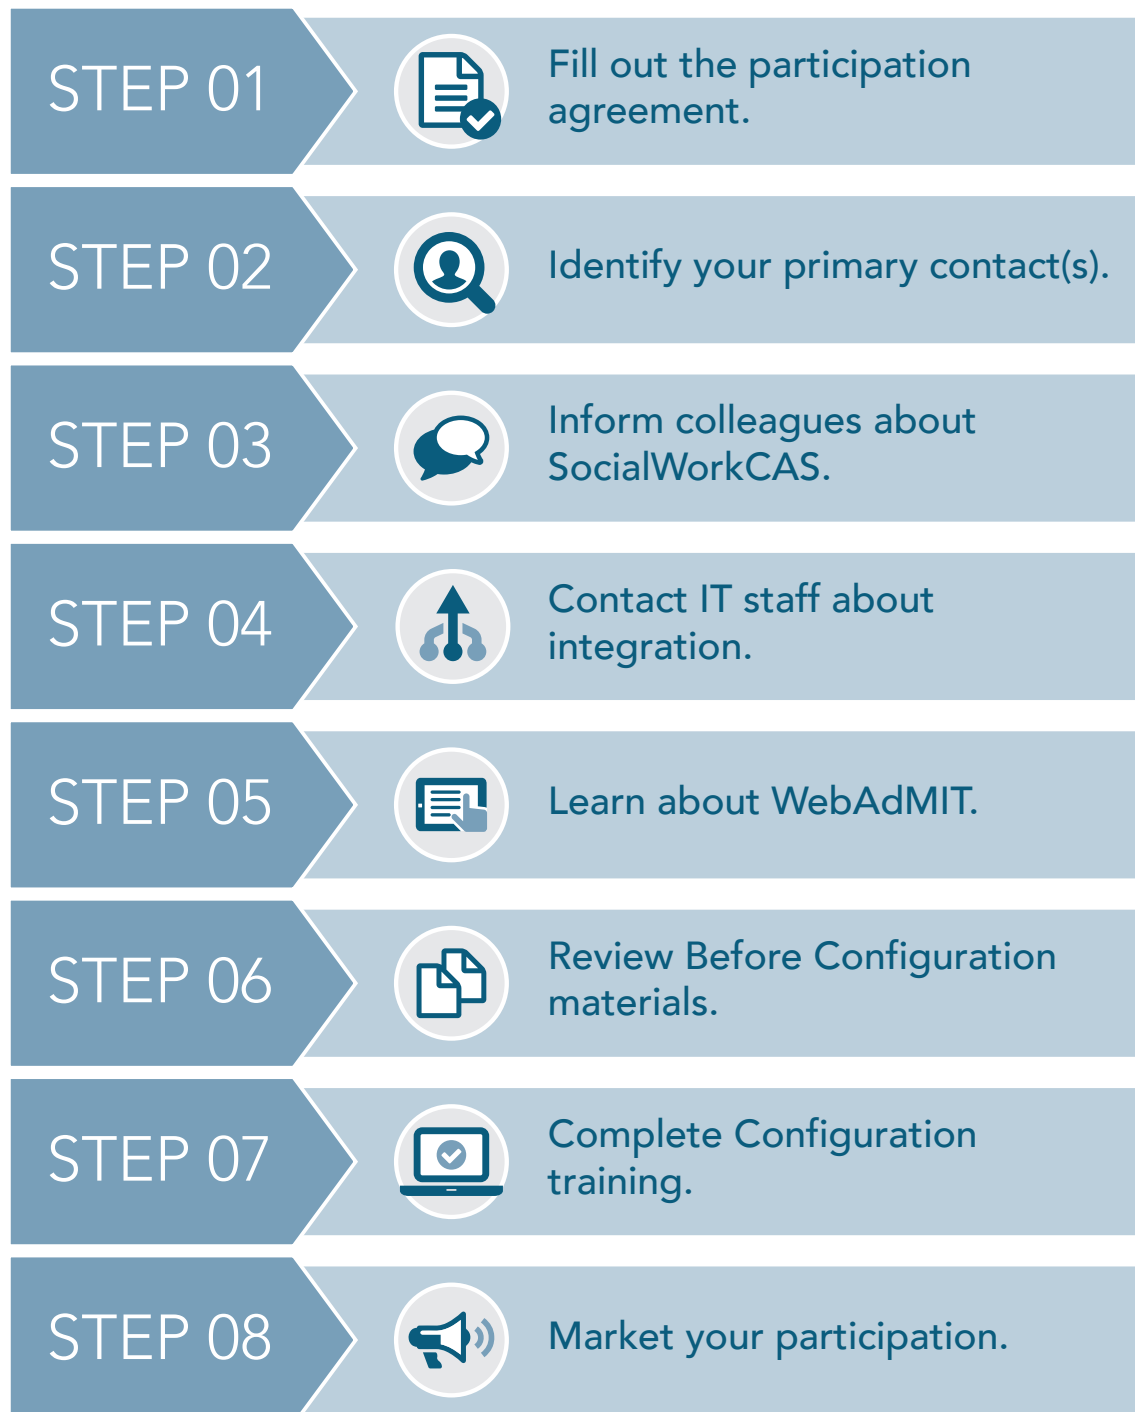 STEP 01
Fill out the participation
agreement.
STEP 02
Identify your primary contact(s).
STEP 03
Inform colleagues about
SocialWorkCAS.
STEP 04
Contact IT staff about
integration.
STEP 05
Learn about WebAdMIT.
STEP 06
Review Before Configuration
materials.
STEP 07
Complete Configuration
training.
STEP 08
Market your participation.